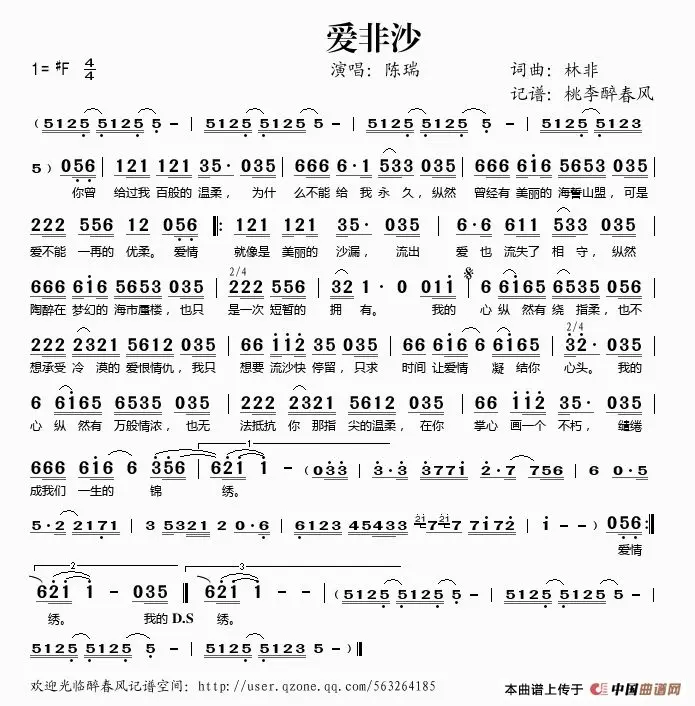 爱非沙
1= #F 4/4 演唱：陈瑞 词曲：林非
记谱：桃李醉春风
( 5125 5125 5 - | 5125 5125 5 - | 5125 5125 5 - | 5125 5123
5 ) 056 | 121 121 35· 035 | 666 6·1 533 035 | 666 616 5653 035 |
你曾 给过我 百般的 温柔，为什 么不能 给 我 永 久，纵然 曾经有 美丽的 海誓山盟，可是
222 556 12 056 ‖: 121 121 35· 035 | 6·6 611 533 035 |
爱不能 一再的 优柔。爱情 就像是 美丽的 沙漏，流出 爱 也 流失了 相 守，纵然
666 616 5653 035 | 2/4 222 556 | 32 1· 0 011 | 6 6165 6535 056 |
陶醉在 梦幻的 海市蜃楼，也只 是一次 短暂的 拥 有。 我的 心 纵 然 有 绕 指柔，也不
222 2321 5612 035 | 66 112 35 035 | 66 616 616 035 | 2/4 32· 035 |
想承受 冷 漠的 爱恨情仇，我只 想要 流沙快 停留，只求 时间 让爱情 凝 结你 心头。我的
6 6165 6535 035 | 222 2321 5612 035 | 66 112 35· 035 |
心 纵 然有 万般情浓，也无 法抵抗 你 那指 尖的温柔，在你 掌心 画一个 不朽，缱绻
1
666 616 6 356 | 621 1 - - | (033 | 3·3 3771 2·7 756 | 6 0·5
成我们 一生的 锦 绣。
5·2 2171 | 3 5321 2 0·6 | 6123 45433 217 217 7172 | i - - ) 056 :‖
爱情
2 3
621 1 - 035 ‖ 621 1 - - | (5125 5125 5 - | 5125 5125 5 - |
绣。 我的 D.S 绣。
5125 5125 5 - | 5125 5123 5 - ) ‖
欢迎光临醉春风记谱空间：http://user.qzone.qq.com/563264185
本曲谱上传于 中国曲谱网